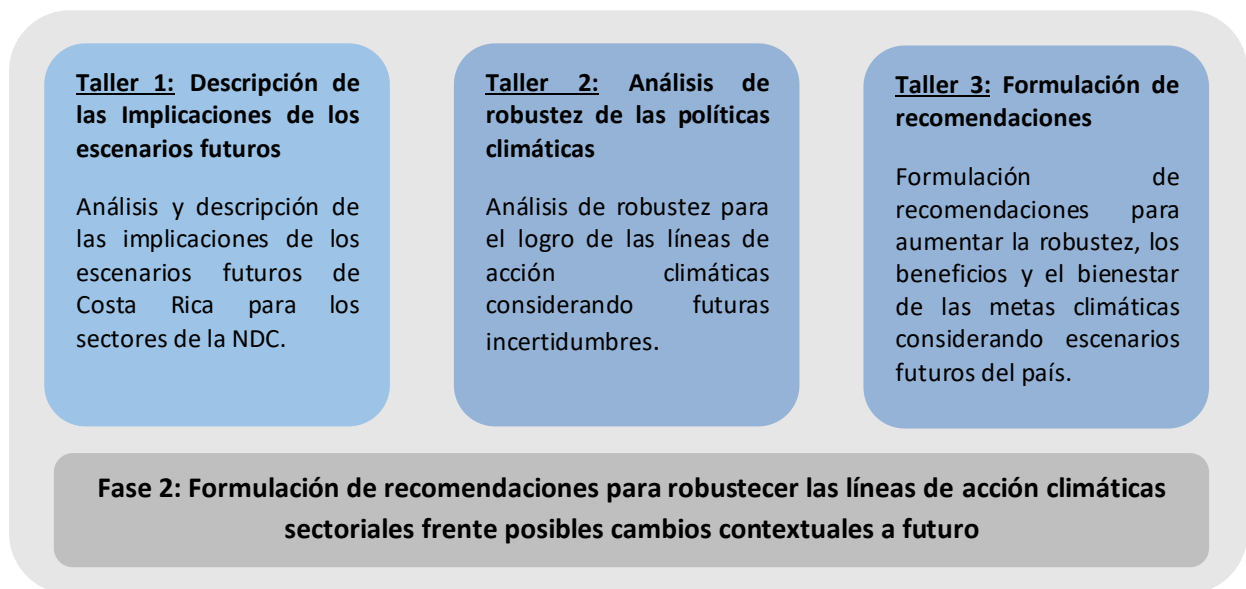 Taller 1: Descripción de
las Implicaciones de los
escenarios futuros
Análisis y descripción de
las implicaciones de los
escenarios futuros de
Costa Rica para los
sectores de la NDC.
Taller 2: Análisis de
robustez de las políticas
climáticas
Análisis de robustez para
el logro de las líneas de
acción climáticas
considerando futuras
incertidumbres.
Taller 3: Formulación de
recomendaciones
Formulación de
recomendaciones para
aumentar la robustez, los
beneficios y el bienestar
de las metas climáticas
considerando escenarios
futuros del país.
Fase 2: Formulación de recomendaciones para robustecer las líneas de acción climáticas
sectoriales frente posibles cambios contextuales a futuro